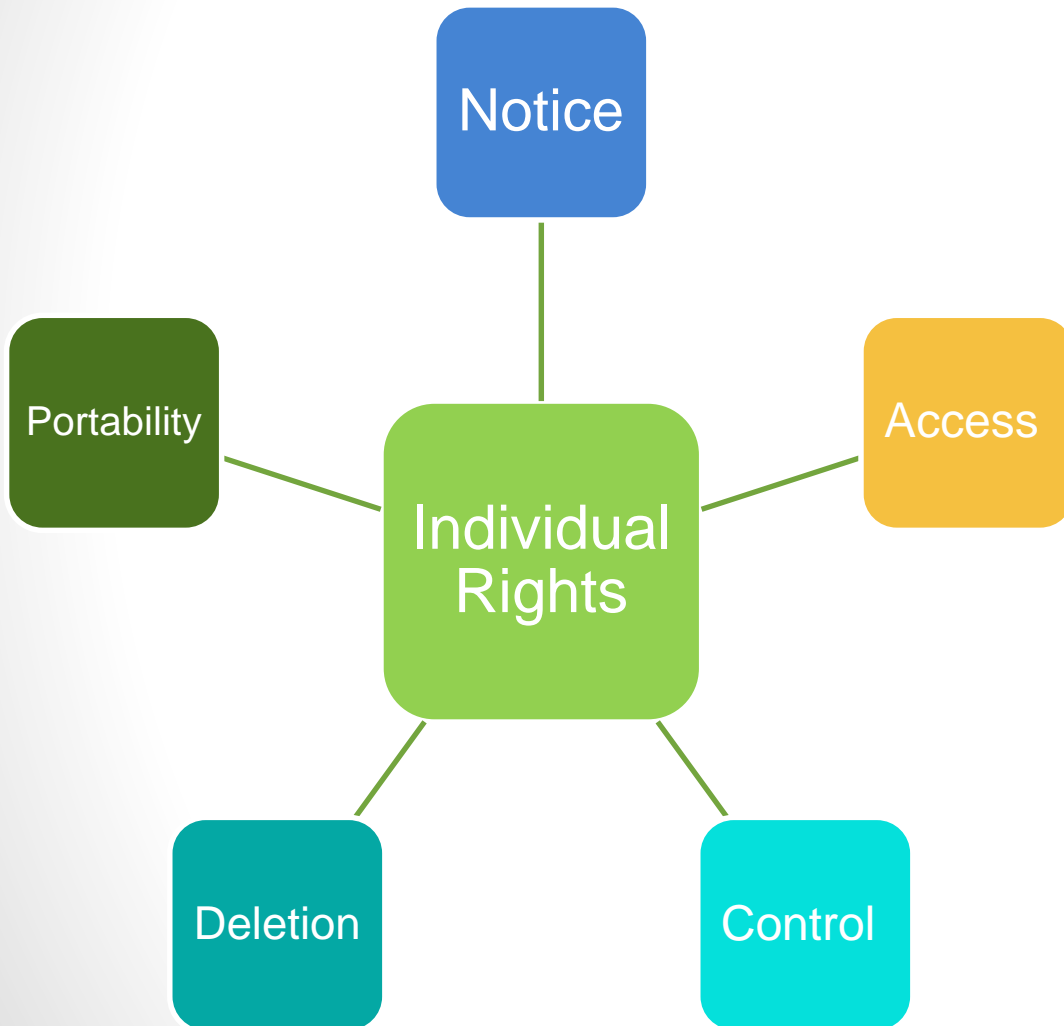 Notice
Portability
Access
Individual
Rights
Deletion
Control